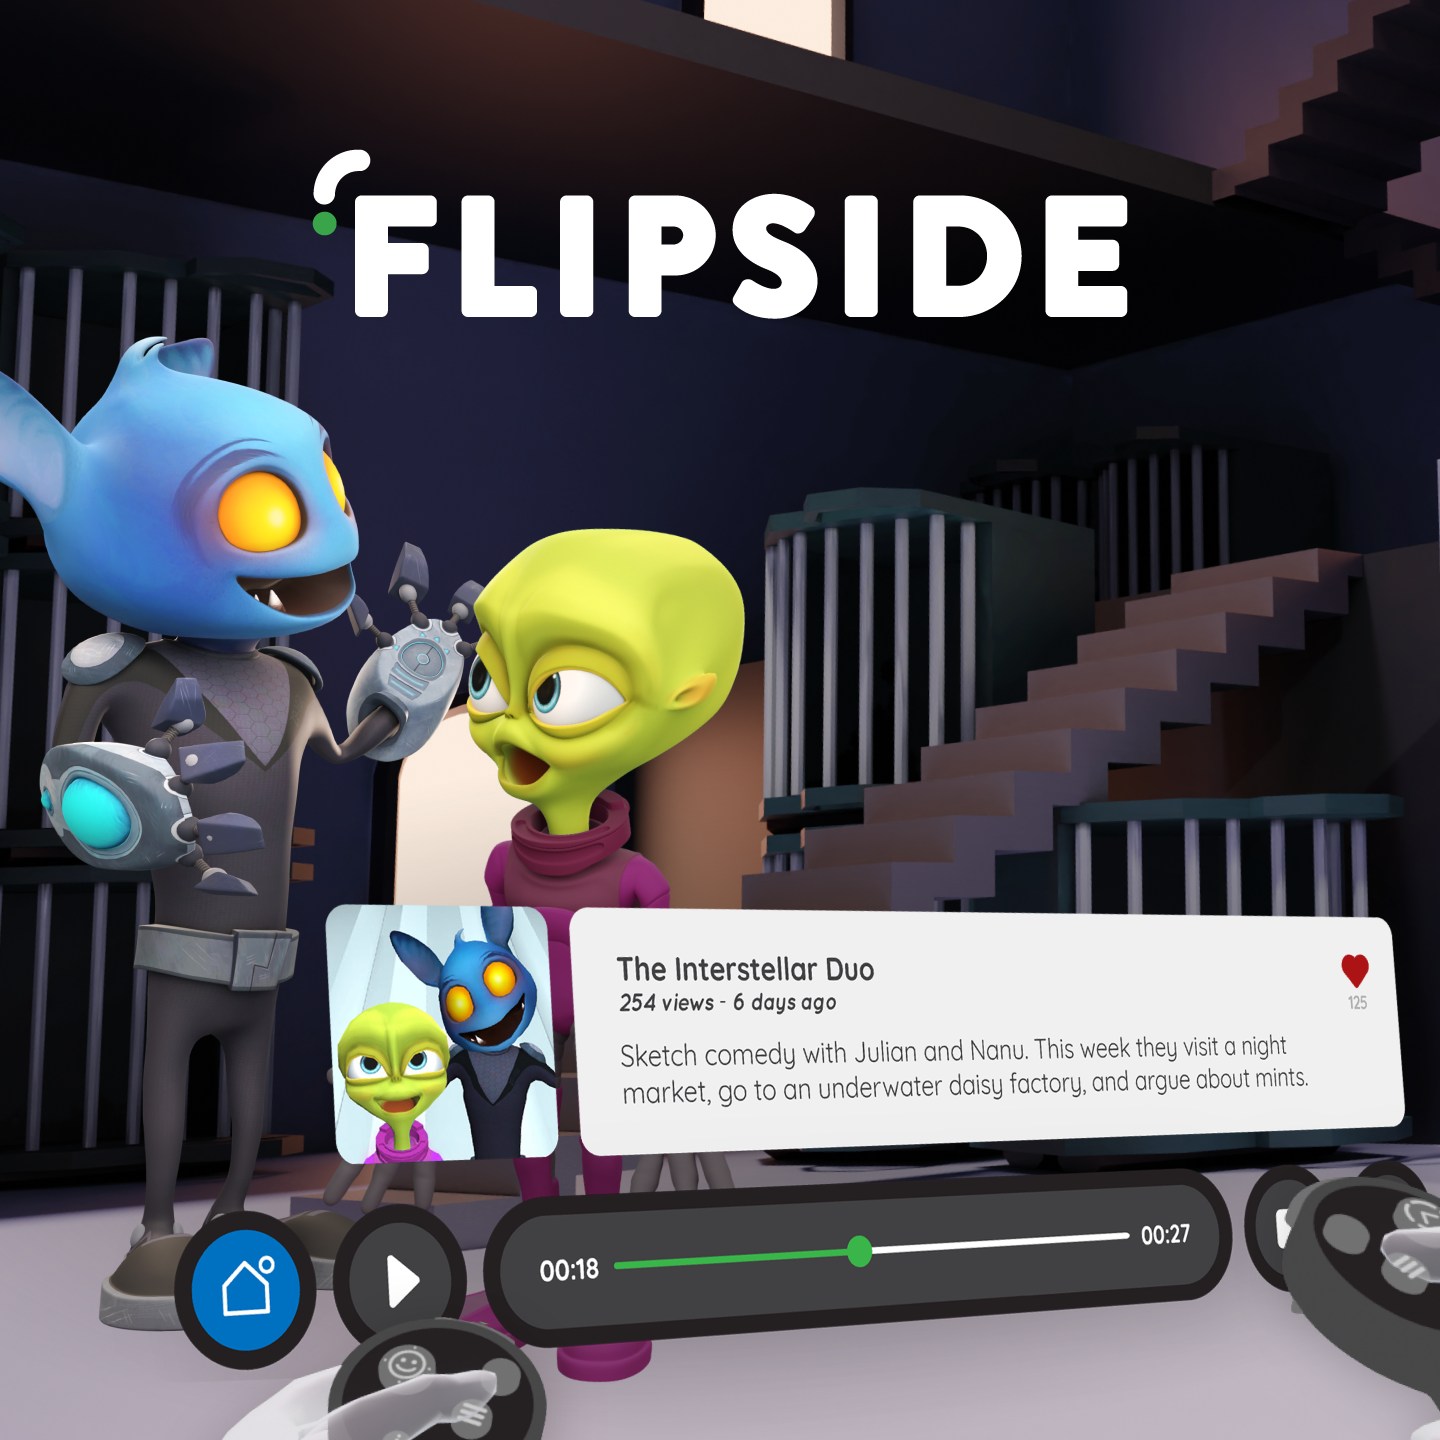 FLIPSIDE
The Interstellar Duo
254 views - 6 days ago
125
Sketch comedy with Julian and Nanu. This week they visit a night
market, go to an underwater daisy factory, and argue about mints.
00:18
00:27